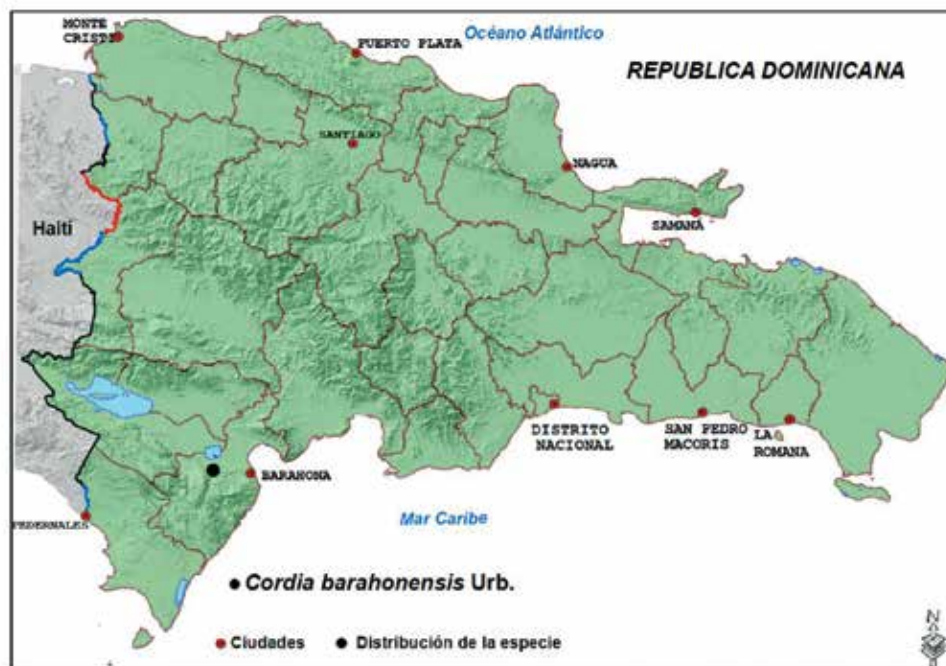 MONTE
CRISTI
PUERTO PLATA
Océano Atlántico
REPUBLICA DOMINICANA
SANTIAGO
NAGUA
Haití
SAMANÁ
DISTRITO
NACIONAL
SAN PEDRO
MACORIS
LA
ROMANA
BARAHONA
PEDERNALES
Mar Caribe
Cordia barahonensis Urb.
Ciudades
Distribución de la especie
N